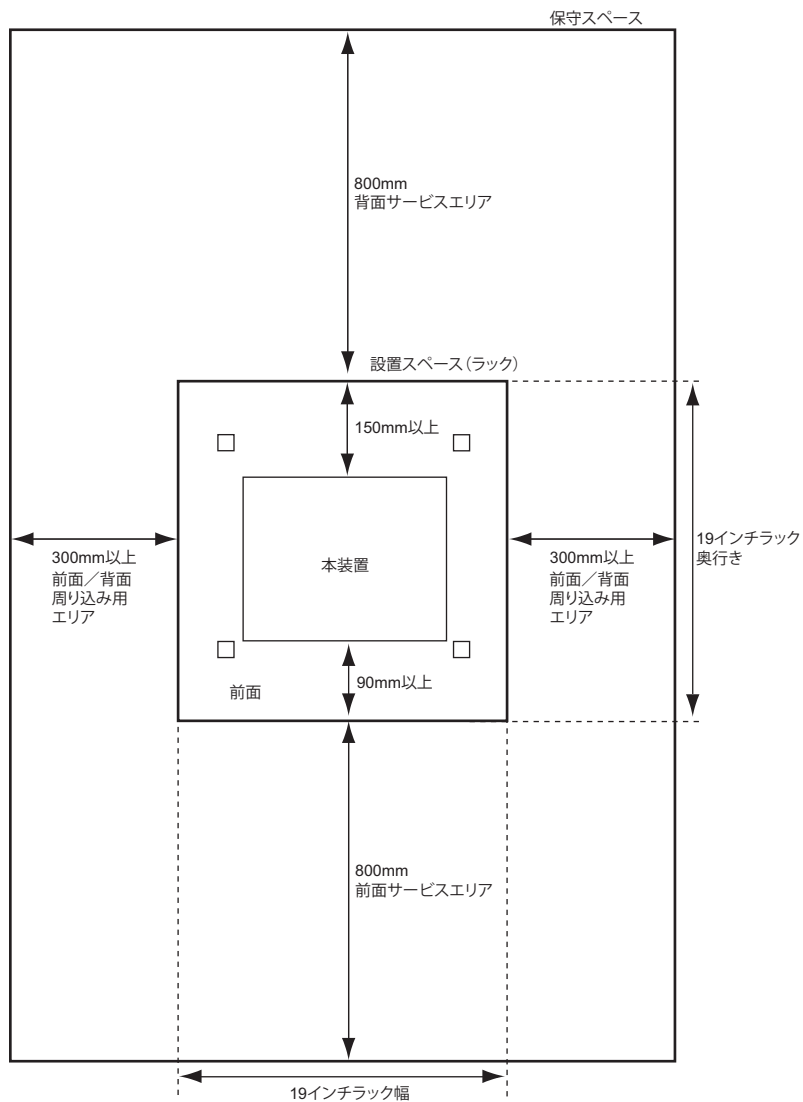 保守スペース
800mm
背面サービスエリア
設置スペース（ラック）
150mm以上
300mm以上
前面／背面
周り込み用
エリア
本装置
300mm以上
前面／背面
周り込み用
エリア
19インチラック
奥行き
90mm以上
前面
800mm
前面サービスエリア
19インチラック幅